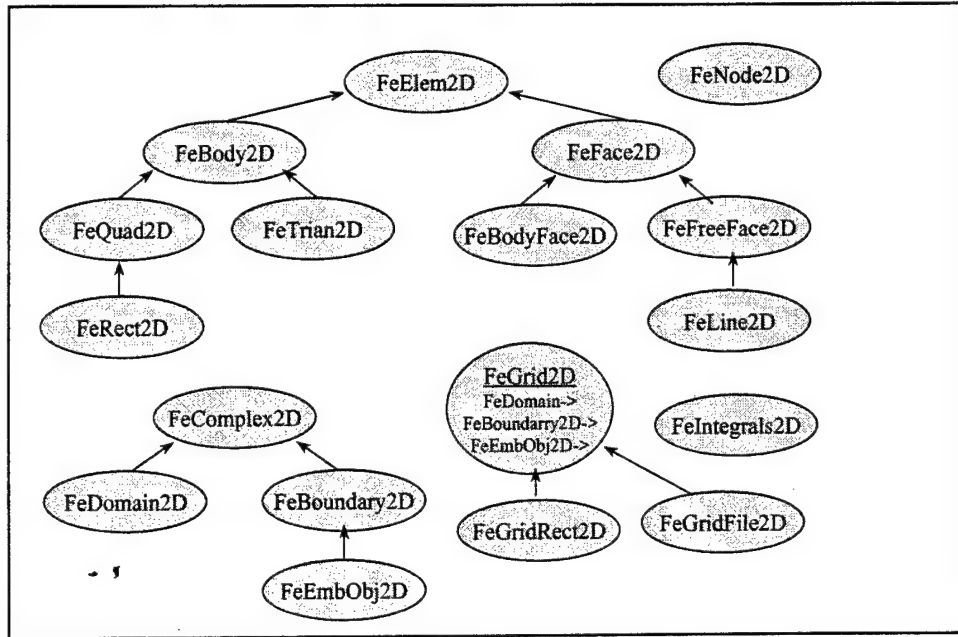 FeElem2D
FeNode2D
FeBody2D
FeFace2D
FeQuad2D
FeTrian2D
FeBodyFace2D
FeFreeFace2D
FeRect2D
FeLine2D
FeGrid2D
FeDomain->
FeBoundarry2D->
FeEmbObj2D->
FeComplex2D
FeIntegrals2D
FeDomain2D
FeBoundary2D
FeGridRect2D
FeGridFile2D
FeEmbObj2D